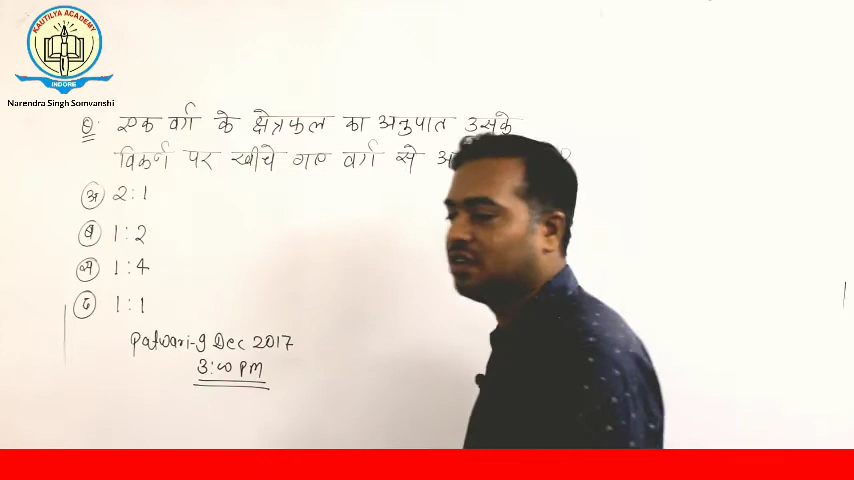 KAUTILYA ACADEMY
INDORE
Narendra Singh Somvanshi
Q. एक वर्ग के क्षेत्रफल का अनुपात उसके
विकर्ण पर खींचे गए वर्ग से
अ 2:1
ब 1:2
स 1:4
द 1:1
Patwari-9 Dec 2017
3:00 PM